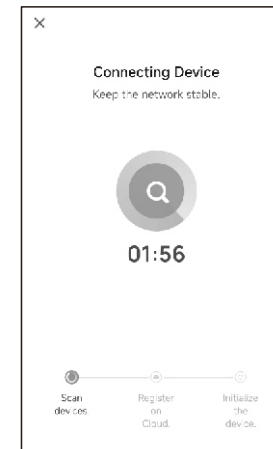 Connecting Device
Keep the network stable.
01:56
Scan
devices.
Register
on
Cloud.
Initialize
the
device.